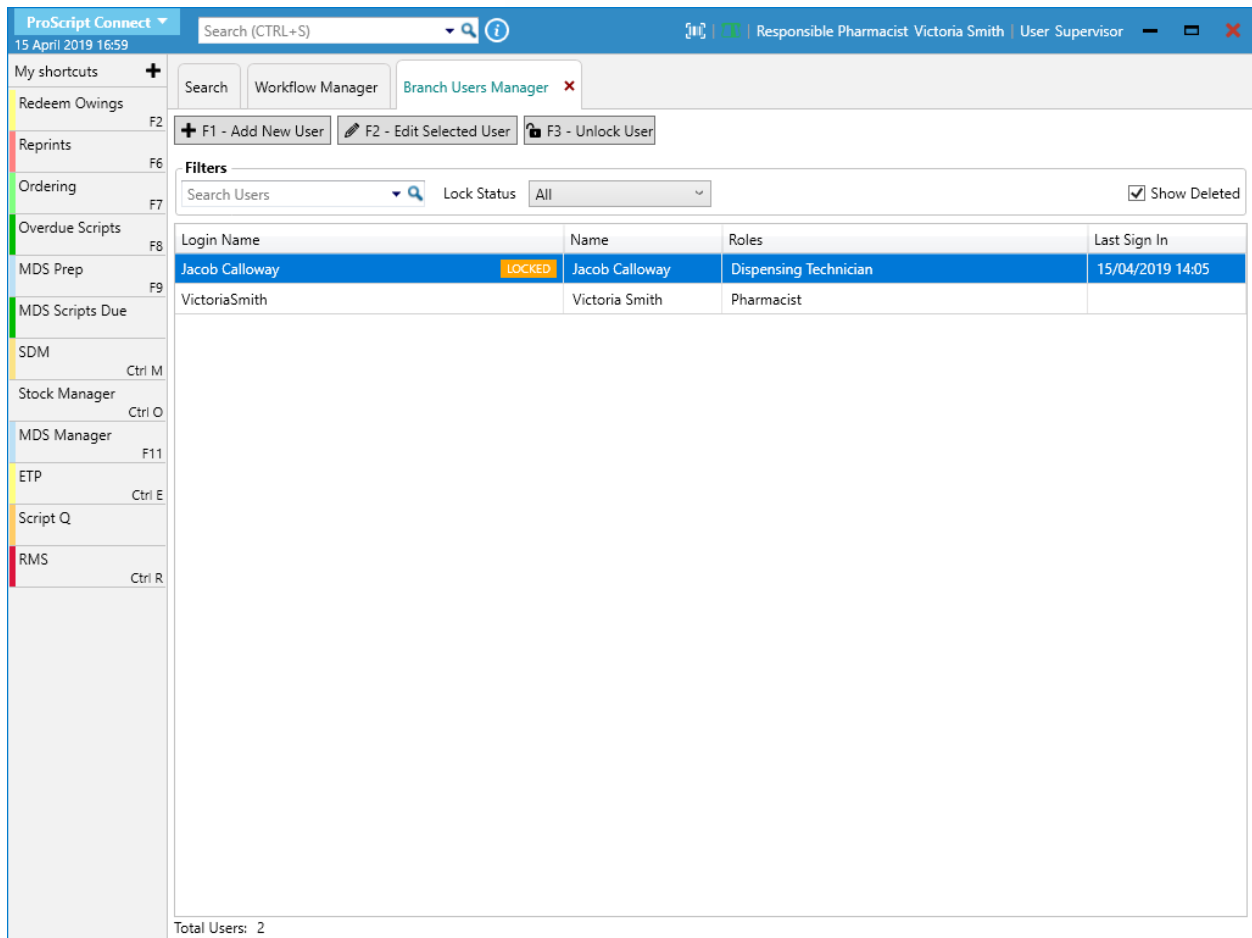 ProScript Connect
15 April 2019 16:59
Search (CTRL+S)
Responsible Pharmacist Victoria Smith | User Supervisor
My shortcuts
Redeem Owings
F2
Reprints
F6
Ordering
F7
Overdue Scripts
F8
MDS Prep
F9
MDS Scripts Due
SDM
Ctrl M
Stock Manager
Ctrl O
MDS Manager
F11
ETP
Ctrl E
Script Q
RMS
Ctrl R
Search
Workflow Manager
Branch Users Manager
F1 - Add New User
F2 - Edit Selected User
F3 - Unlock User
Filters
Search Users
Lock Status
All
Show Deleted
Login Name Name Roles Last Sign In
Jacob Calloway LOCKED Jacob Calloway Dispensing Technician 15/04/2019 14:05
VictoriaSmith Victoria Smith Pharmacist
Total Users: 2